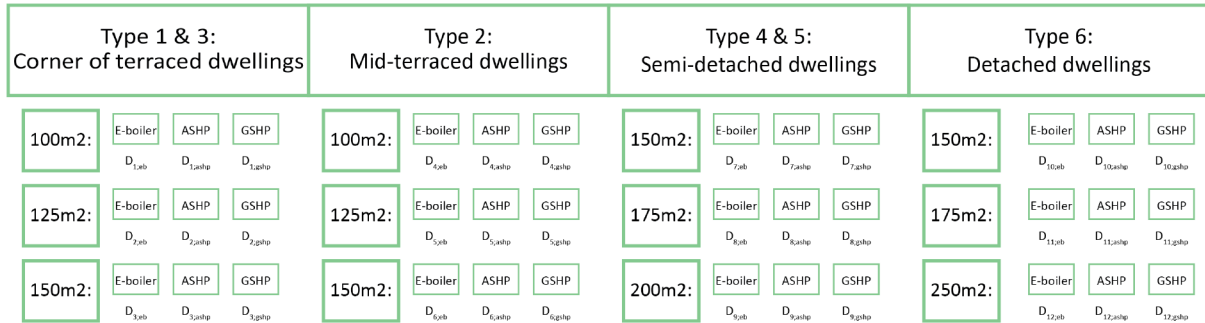 Type 1 & 3:
Corner of terraced dwellings
Type 2:
Mid-terraced dwellings
Type 4 & 5:
Semi-detached dwellings
Type 6:
Detached dwellings
100m2: E-boiler ASHP GSHP
D1;eb D1;ashp D1;gshp
125m2: E-boiler ASHP GSHP
D2;eb D2;ashp D2;gshp
150m2: E-boiler ASHP GSHP
D3;eb D3;ashp D3;gshp
100m2: E-boiler ASHP GSHP
D4;eb D4;ashp D4;gshp
125m2: E-boiler ASHP GSHP
D5;eb D5;ashp D5;gshp
150m2: E-boiler ASHP GSHP
D6;eb D6;ashp D6;gshp
150m2: E-boiler ASHP GSHP
D7;eb D7;ashp D7;gshp
175m2: E-boiler ASHP GSHP
D8;eb D8;ashp D8;gshp
200m2: E-boiler ASHP GSHP
D9;eb D9;ashp D9;gshp
150m2: E-boiler ASHP GSHP
D10;eb D10;ashp D10;gshp
175m2: E-boiler ASHP GSHP
D11;eb D11;ashp D11;gshp
250m2: E-boiler ASHP GSHP
D12;eb D12;ashp D12;gshp